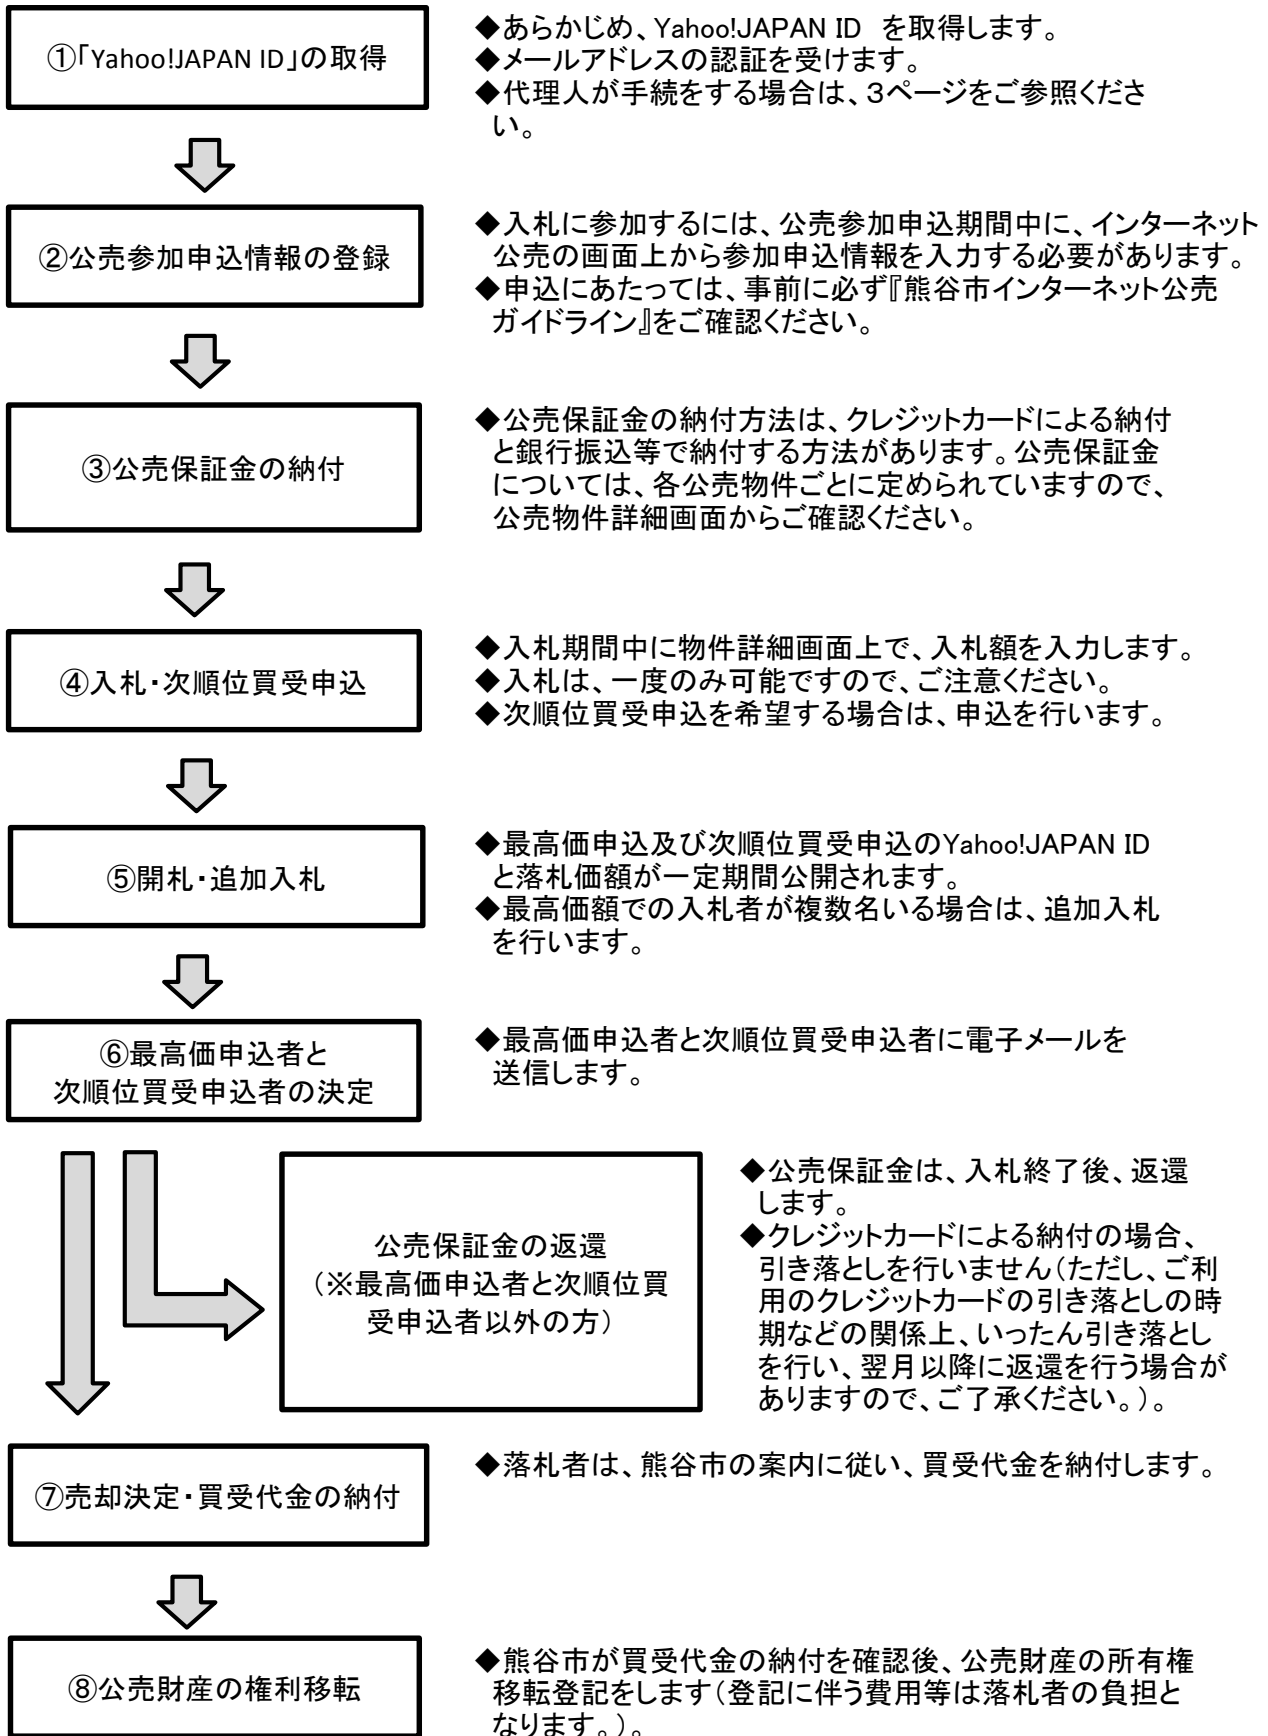 ①「Yahoo!JAPAN ID」の取得
◆あらかじめ、Yahoo!JAPAN ID　を取得します。
◆メールアドレスの認証を受けます。
◆代理人が手続をする場合は、3ページをご参照くださ
い。
②公売参加申込情報の登録
◆入札に参加するには、公売参加申込期間中に、インターネット
公売の画面上から参加申込情報を入力する必要があります。
◆申込にあたっては、事前に必ず『熊谷市インターネット公売
ガイドライン』をご確認ください。
③公売保証金の納付
◆公売保証金の納付方法は、クレジットカードによる納付
と銀行振込等で納付する方法があります。公売保証金
については、各公売物件ごとに定められていますので、
公売物件詳細画面からご確認ください。
④入札・次順位買受申込
◆入札期間中に物件詳細画面上で、入札額を入力します。
◆入札は、一度のみ可能ですので、ご注意ください。
◆次順位買受申込を希望する場合は、申込を行います。
⑤開札・追加入札
◆最高価申込及び次順位買受申込のYahoo!JAPAN ID
と落札価額が一定期間公開されます。
◆最高価額での入札者が複数名いる場合は、追加入札
を行います。
⑥最高価申込者と
次順位買受申込者の決定
◆最高価申込者と次順位買受申込者に電子メールを
送信します。
公売保証金の返還
（※最高価申込者と次順位買
受申込者以外の方）
◆公売保証金は、入札終了後、返還
します。
◆クレジットカードによる納付の場合、
引き落としを行いません（ただし、ご利
用のクレジットカードの引き落としの時
期などの関係上、いったん引き落とし
を行い、翌月以降に返還を行う場合が
ありますので、ご了承ください。）。
⑦売却決定・買受代金の納付
◆落札者は、熊谷市の案内に従い、買受代金を納付します。
⑧公売財産の権利移転
◆熊谷市が買受代金の納付を確認後、公売財産の所有権
移転登記をします（登記に伴う費用等は落札者の負担と
なります。）。